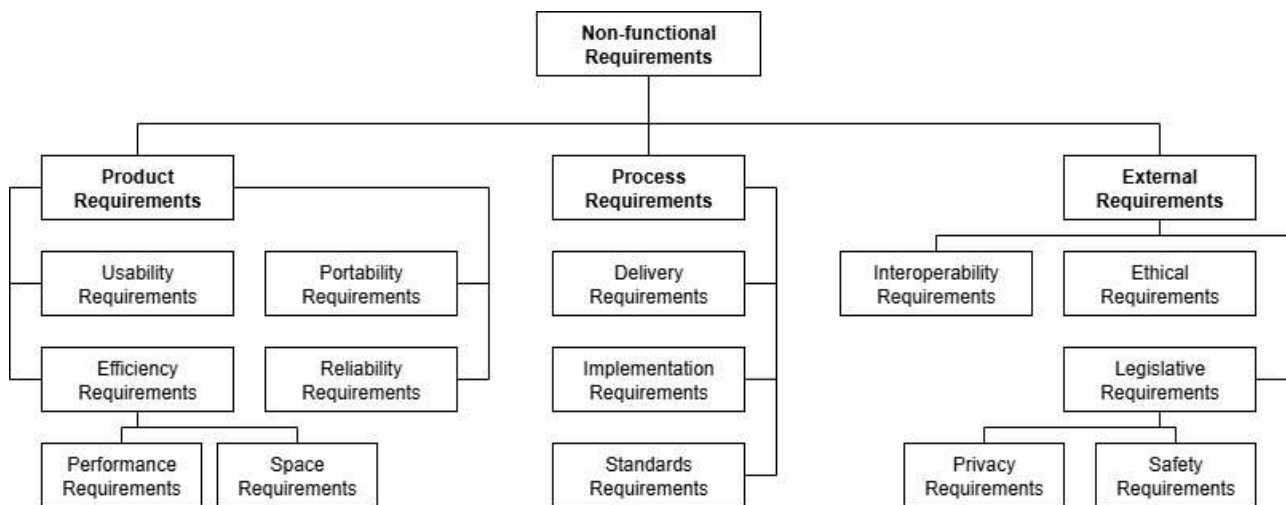 Non-functional
Requirements
Product
Requirements
Process
Requirements
External
Requirements
Usability
Requirements
Portability
Requirements
Delivery
Requirements
Interoperability
Requirements
Ethical
Requirements
Efficiency
Requirements
Reliability
Requirements
Implementation
Requirements
Legislative
Requirements
Performance
Requirements
Space
Requirements
Standards
Requirements
Privacy
Requirements
Safety
Requirements